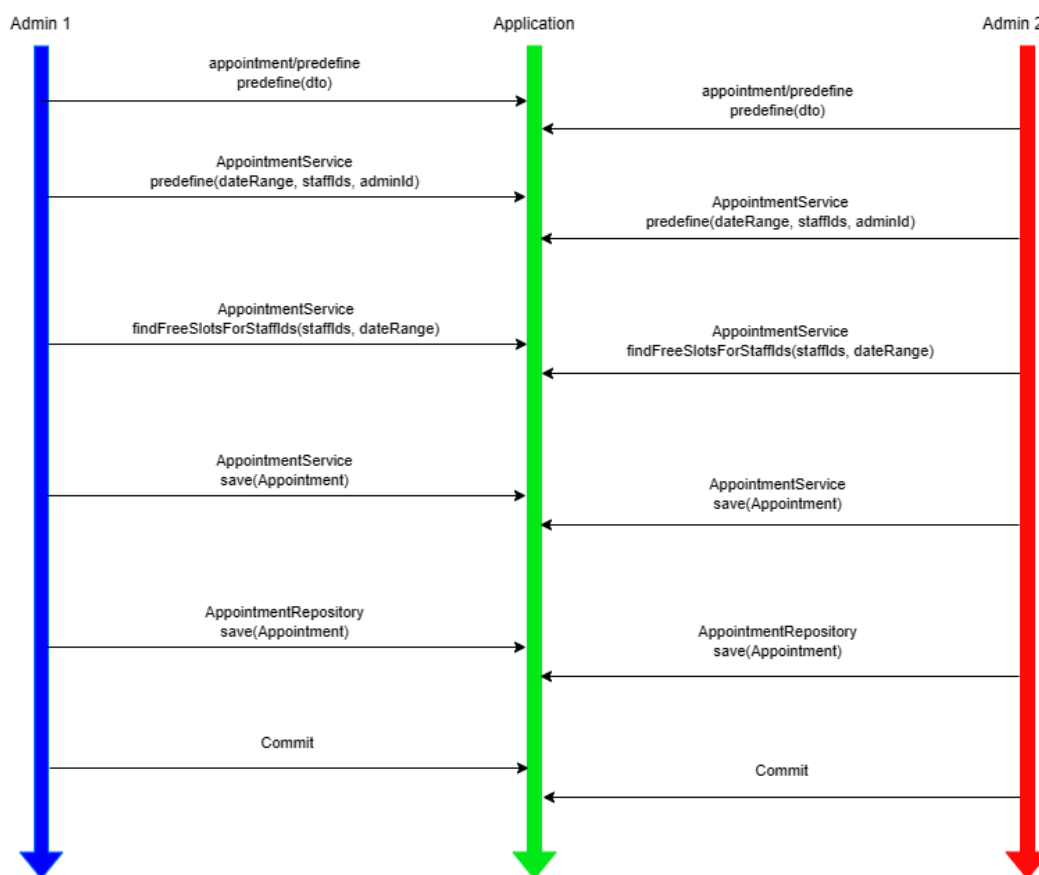 Admin 1
Application
Admin 2
appointment/predefine
predefine(dto)
appointment/predefine
predefine(dto)
AppointmentService
predefine(dateRange, staffIds, adminId)
AppointmentService
predefine(dateRange, staffIds, adminId)
AppointmentService
findFreeSlotsForStaffIds(staffIds, dateRange)
AppointmentService
findFreeSlotsForStaffIds(staffIds, dateRange)
AppointmentService
save(Appointment)
AppointmentService
save(Appointment)
AppointmentRepository
save(Appointment)
AppointmentRepository
save(Appointment)
Commit
Commit